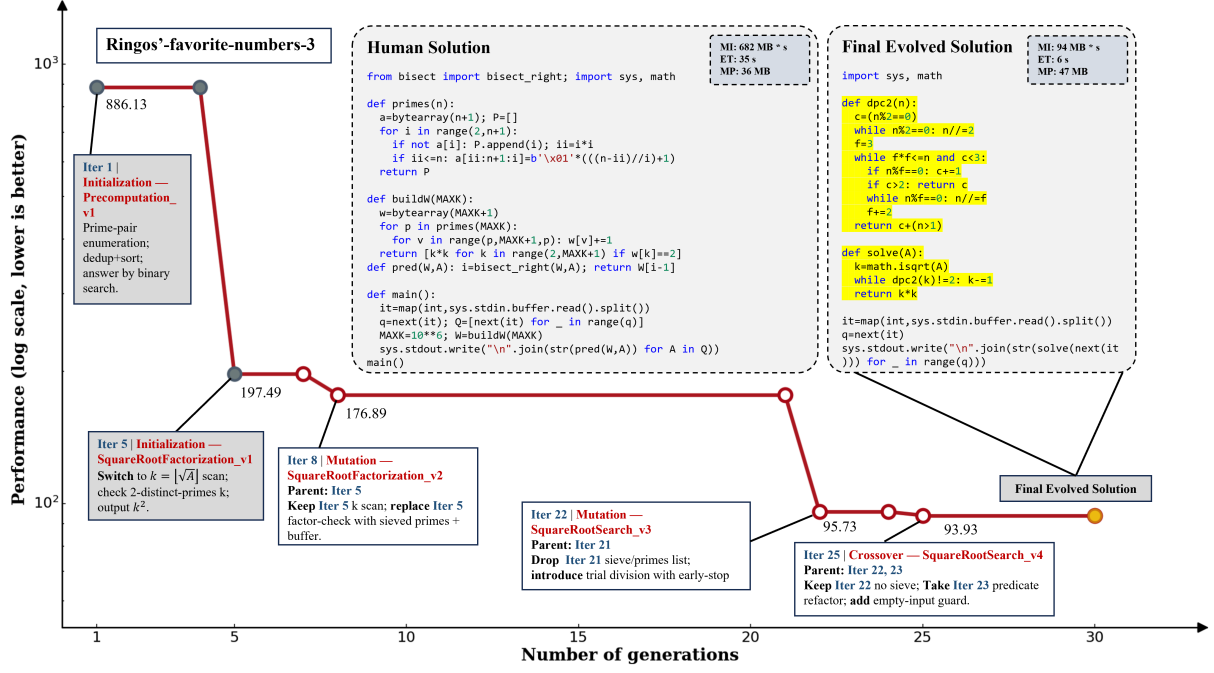 Performance (log scale, lower is better)
10³
10²
Ringos’-favorite-numbers-3
886.13
Iter 1 |
Initialization —
Precomputation_
v1
Prime-pair
enumeration;
dedup+sort;
answer by binary
search.
197.49
Iter 5 | Initialization —
SquareRootFactorization_v1
Switch to k = ⌊√A⌋ scan;
check 2-distinct-primes k;
output k².
176.89
Iter 8 | Mutation —
SquareRootFactorization_v2
Parent: Iter 5
Keep Iter 5 k scan; replace Iter 5
factor-check with sieved primes +
buffer.
Human Solution
MI: 682 MB * s
ET: 35 s
MP: 36 MB
from bisect import bisect_right; import sys, math
def primes(n):
  a=bytearray(n+1); P=[]
  for i in range(2,n+1):
    if not a[i]: P.append(i); ii=i*i
    if ii<=n: a[ii:n+1:i]=b'\x01'*(((n-ii)//i)+1)
  return P
def buildW(MAXK):
  w=bytearray(MAXK+1)
  for p in primes(MAXK):
    for v in range(p,MAXK+1,p): w[v]+=1
  return [k*k for k in range(2,MAXK+1) if w[k]==2]
def pred(W,A): i=bisect_right(W,A); return W[i-1]
def main():
  it=map(int,sys.stdin.buffer.read().split())
  q=next(it); Q=[next(it) for _ in range(q)]
  MAXK=10**6; W=buildW(MAXK)
  sys.stdout.write("\n".join(str(pred(W,A)) for A in Q))
main()
Final Evolved Solution
MI: 94 MB * s
ET: 6 s
MP: 47 MB
import sys, math
def dpc2(n):
  c=(n%2==0)
  while n%2==0: n//=2
  f=3
  while f*f<=n and c<3:
    if n%f==0: c+=1
    if c>2: return c
    while n%f==0: n//=f
    f+=2
  return c+(n>1)
def solve(A):
  k=math.isqrt(A)
  while dpc2(k)!=2: k-=1
  return k*k
it=map(int,sys.stdin.buffer.read().split())
q=next(it)
sys.stdout.write("\n".join(str(solve(next(it
))) for _ in range(q)))
Final Evolved Solution
95.73
Iter 22 | Mutation —
SquareRootSearch_v3
Parent: Iter 21
Drop Iter 21 sieve/primes list;
introduce trial division with early-stop
93.93
Iter 25 | Crossover — SquareRootSearch_v4
Parent: Iter 22, 23
Keep Iter 22 no sieve; Take Iter 23 predicate
refactor; add empty-input guard.
1 5 10 15 20 25 30
Number of generations